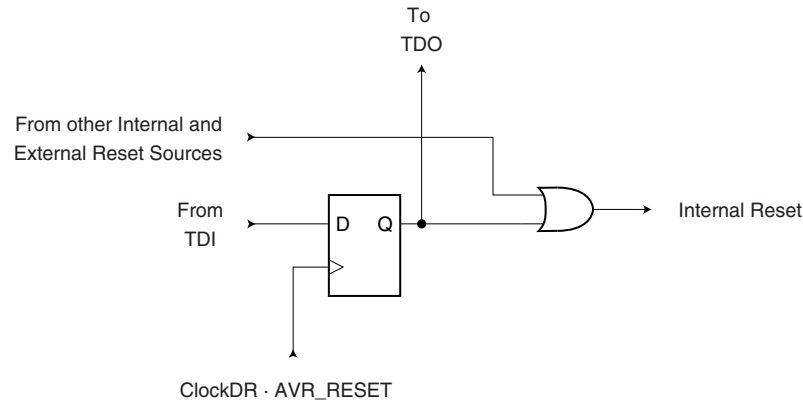 To
TDO
From other Internal and
External Reset Sources
From
TDI
D
Q
Internal Reset
ClockDR · AVR_RESET